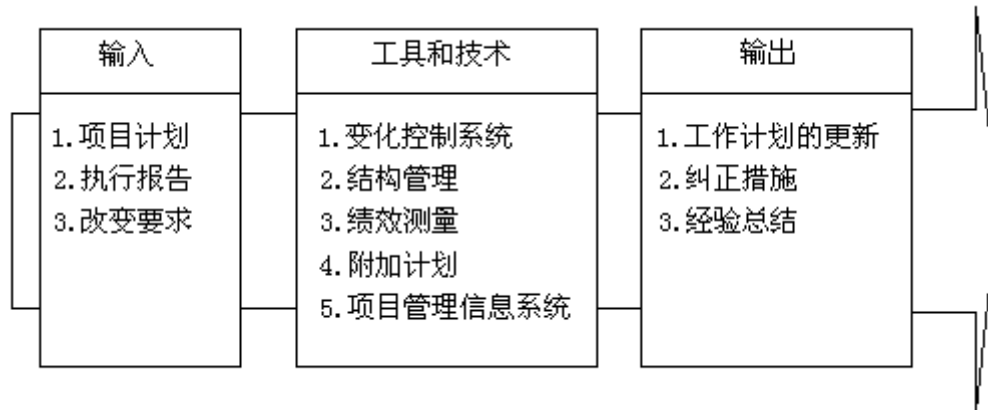 输入
1.项目计划
2.执行报告
3.改变要求
工具和技术
1.变化控制系统
2.结构管理
3.绩效测量
4.附加计划
5.项目管理信息系统
输出
1.工作计划的更新
2.纠正措施
3.经验总结